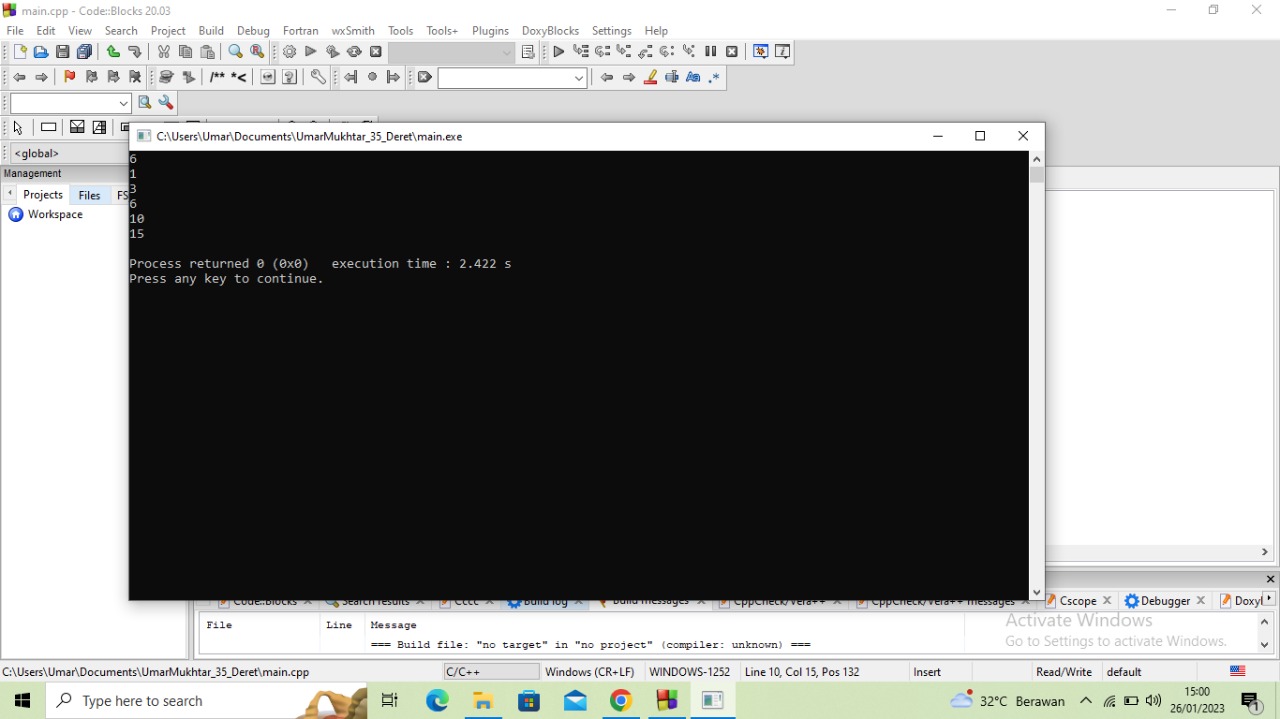 main.cpp - Code::Blocks 20.03
File Edit View Search Project Build Debug Fortran wxSmith Tools Tools+ Plugins DoxyBlocks Settings Help
/** *<
<global>
C:\Users\Umar\Documents\UmarMukhtar_35_Deret\main.exe
Management
Projects Files FS
Workspace
6
1
3
6
10
15
Process returned 0 (0x0) execution time : 2.422 s
Press any key to continue.
Code::Blocks Search results Cccc Build log Build messages CppCheck/Vera++ CppCheck/Vera++ messages Cscope Debugger Doxyl
File Line Message
=== Build file: "no target" in "no project" (compiler: unknown) ===
Activate Windows
Go to Settings to activate Windows.
C:\Users\Umar\Documents\UmarMukhtar_35_Deret\main.cpp C/C++ Windows (CR+LF) WINDOWS-1252 Line 10, Col 15, Pos 132 Insert Read/Write default
Type here to search
32°C Berawan
15:00
26/01/2023
1